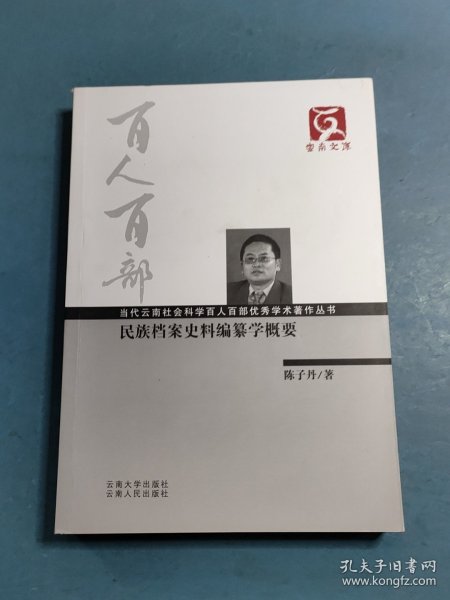 百人百部
云南文库
当代云南社会科学百人百部优秀学术著作丛书
民族档案史料编纂学概要
陈子丹/著
云南大学出版社
云南人民出版社
孔夫子旧书网
www.kongfz.com